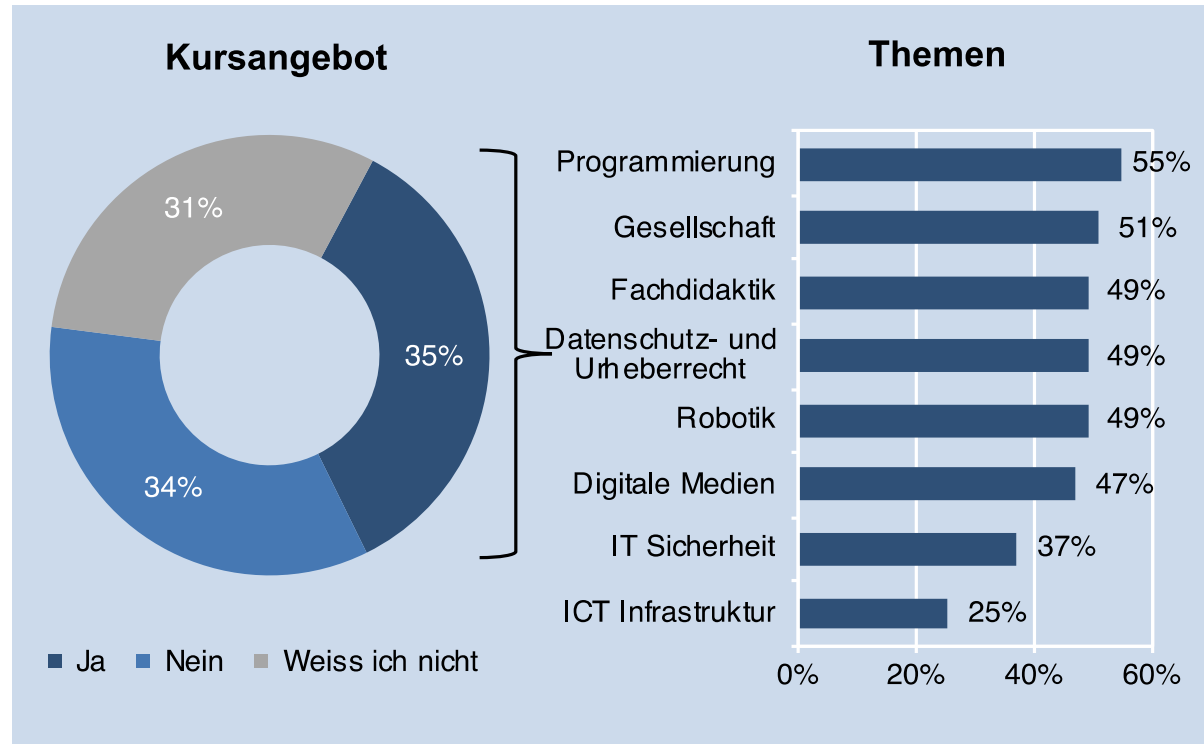 Kursangebot
31%
35%
34%
Ja
Nein
Weiss ich nicht
Themen
Programmierung 55%
Gesellschaft 51%
Fachdidaktik 49%
Datenschutz- und
Urheberrecht 49%
Robotik 49%
Digitale Medien 47%
IT Sicherheit 37%
ICT Infrastruktur 25%
0% 20% 40% 60%